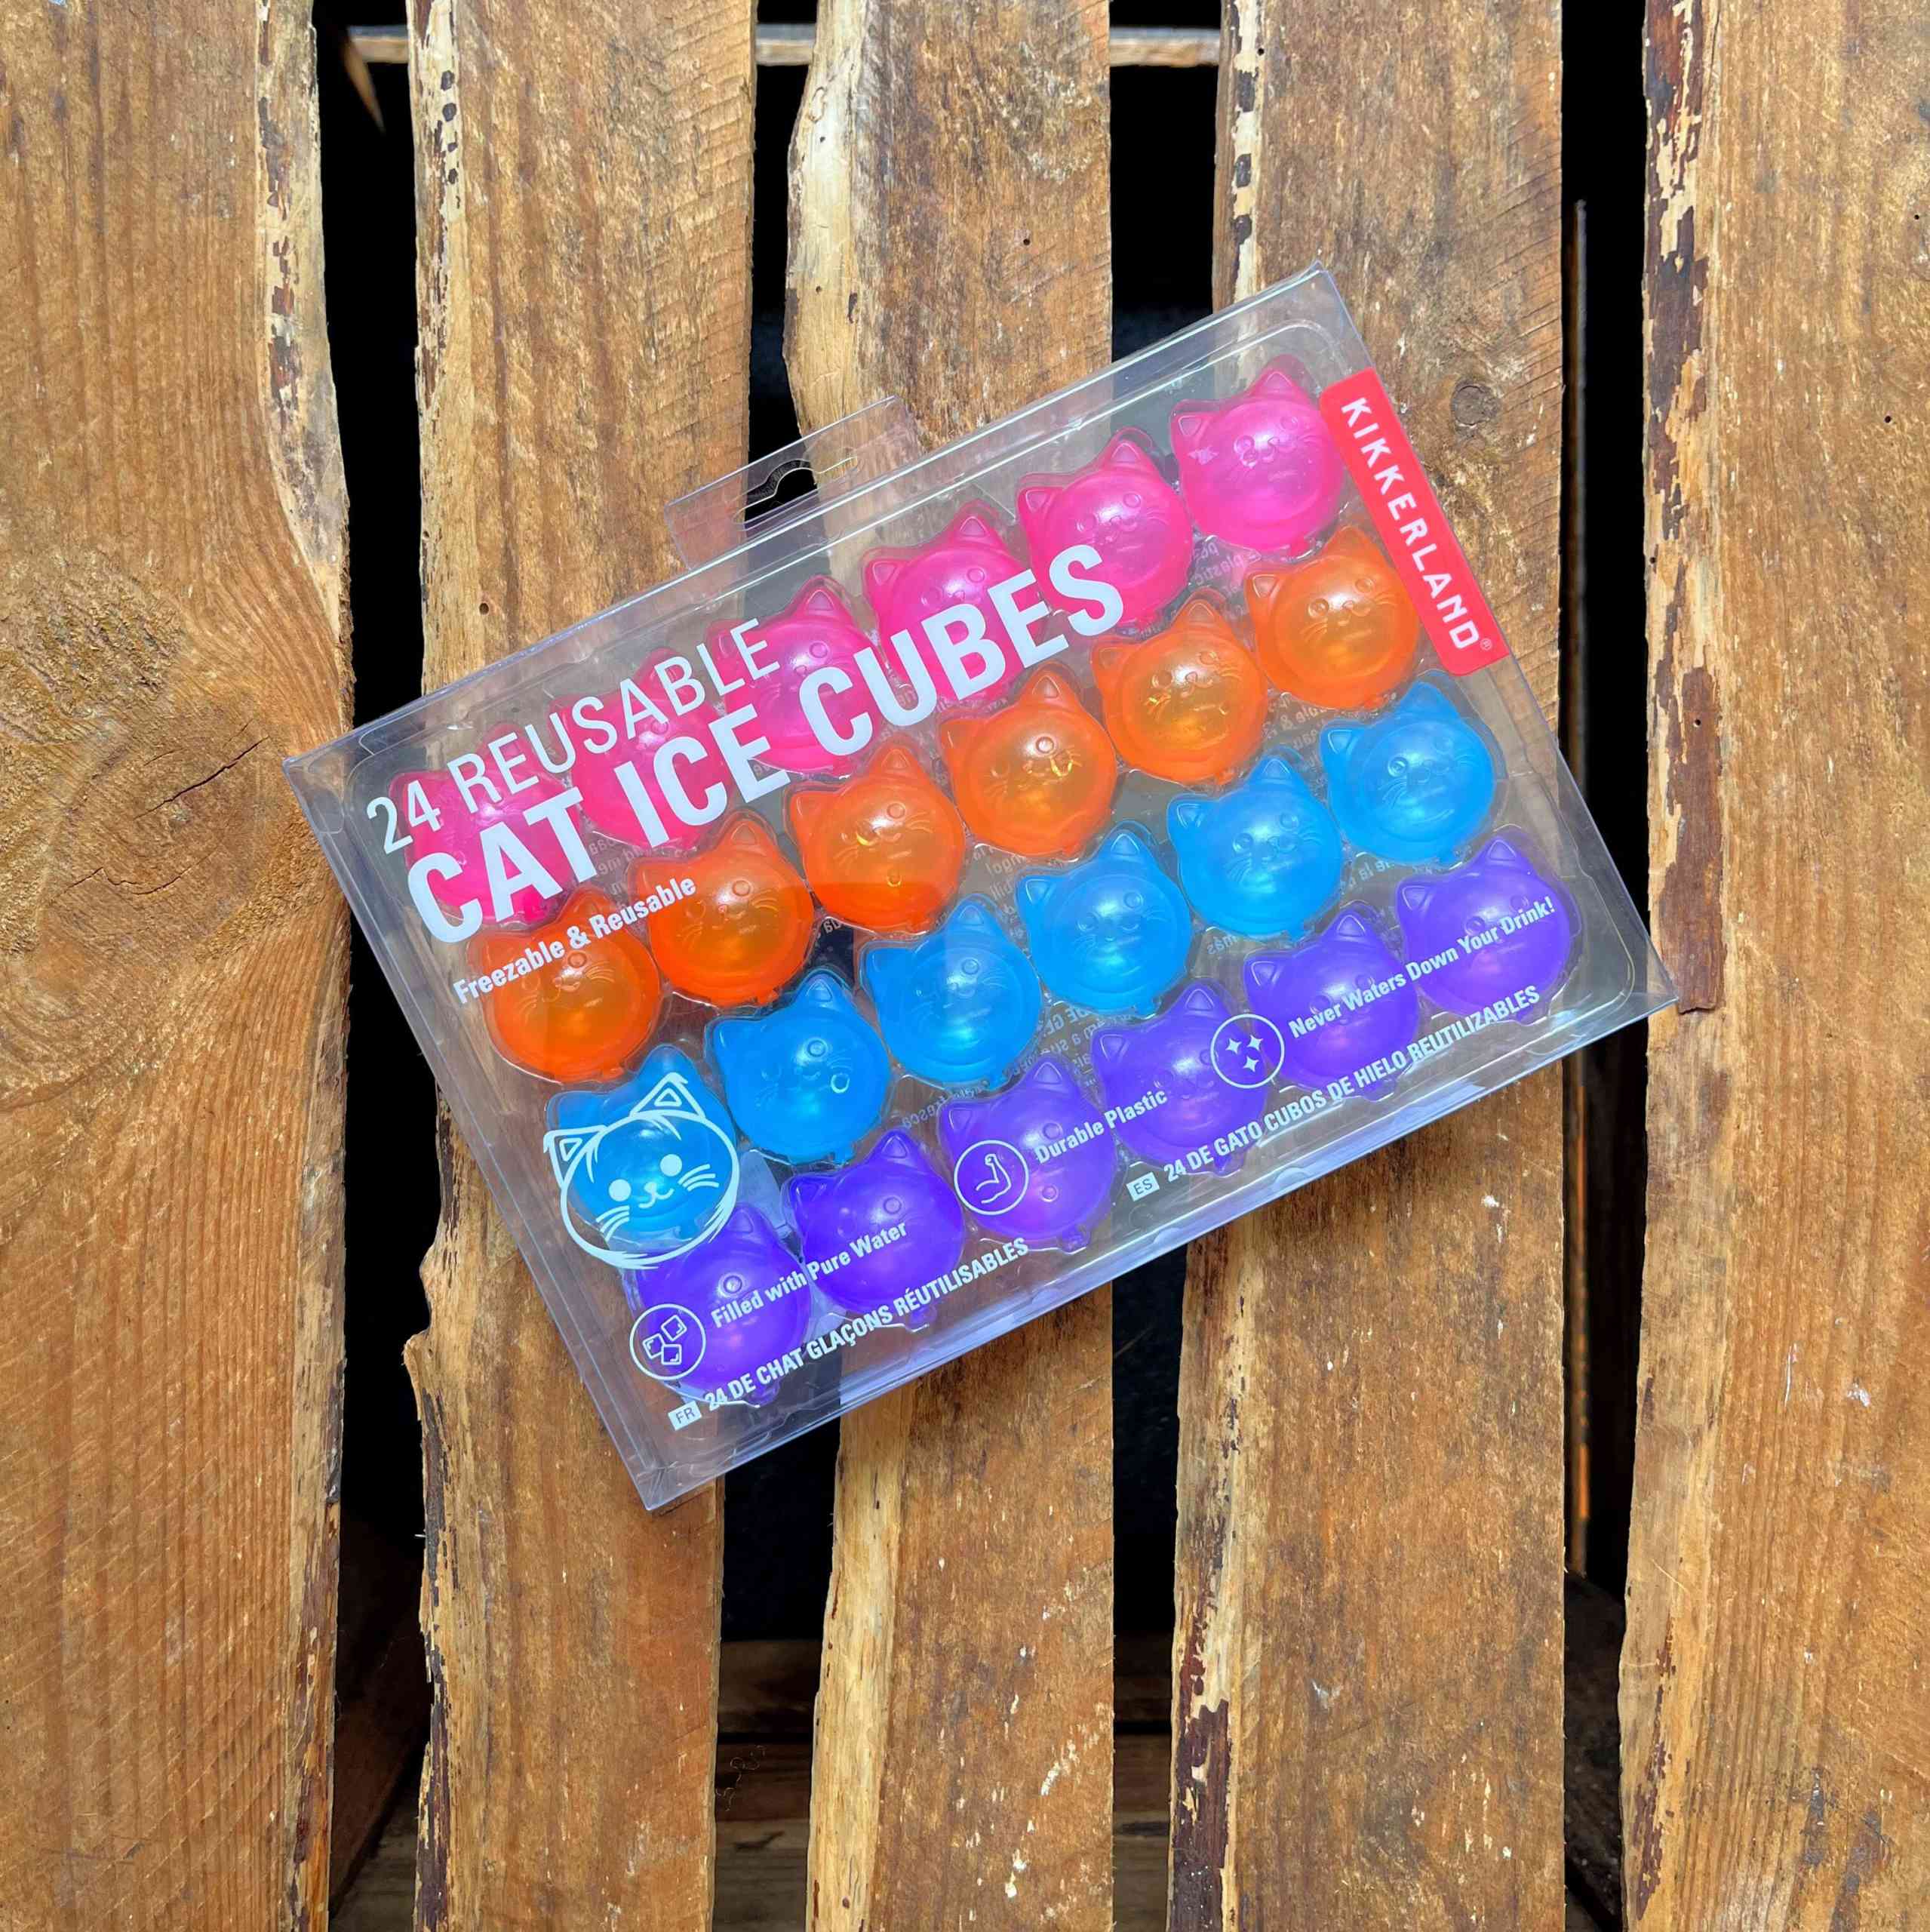 24 REUSABLE
CAT ICE CUBES
Freezable & Reusable
KIKKERLAND®
Filled with Pure Water
Durable Plastic
Never Waters Down Your Drink!
FR 24 DE CHAT GLAÇONS RÉUTILISABLES
ES 24 DE GATO CUBOS DE HIELO REUTILIZABLES